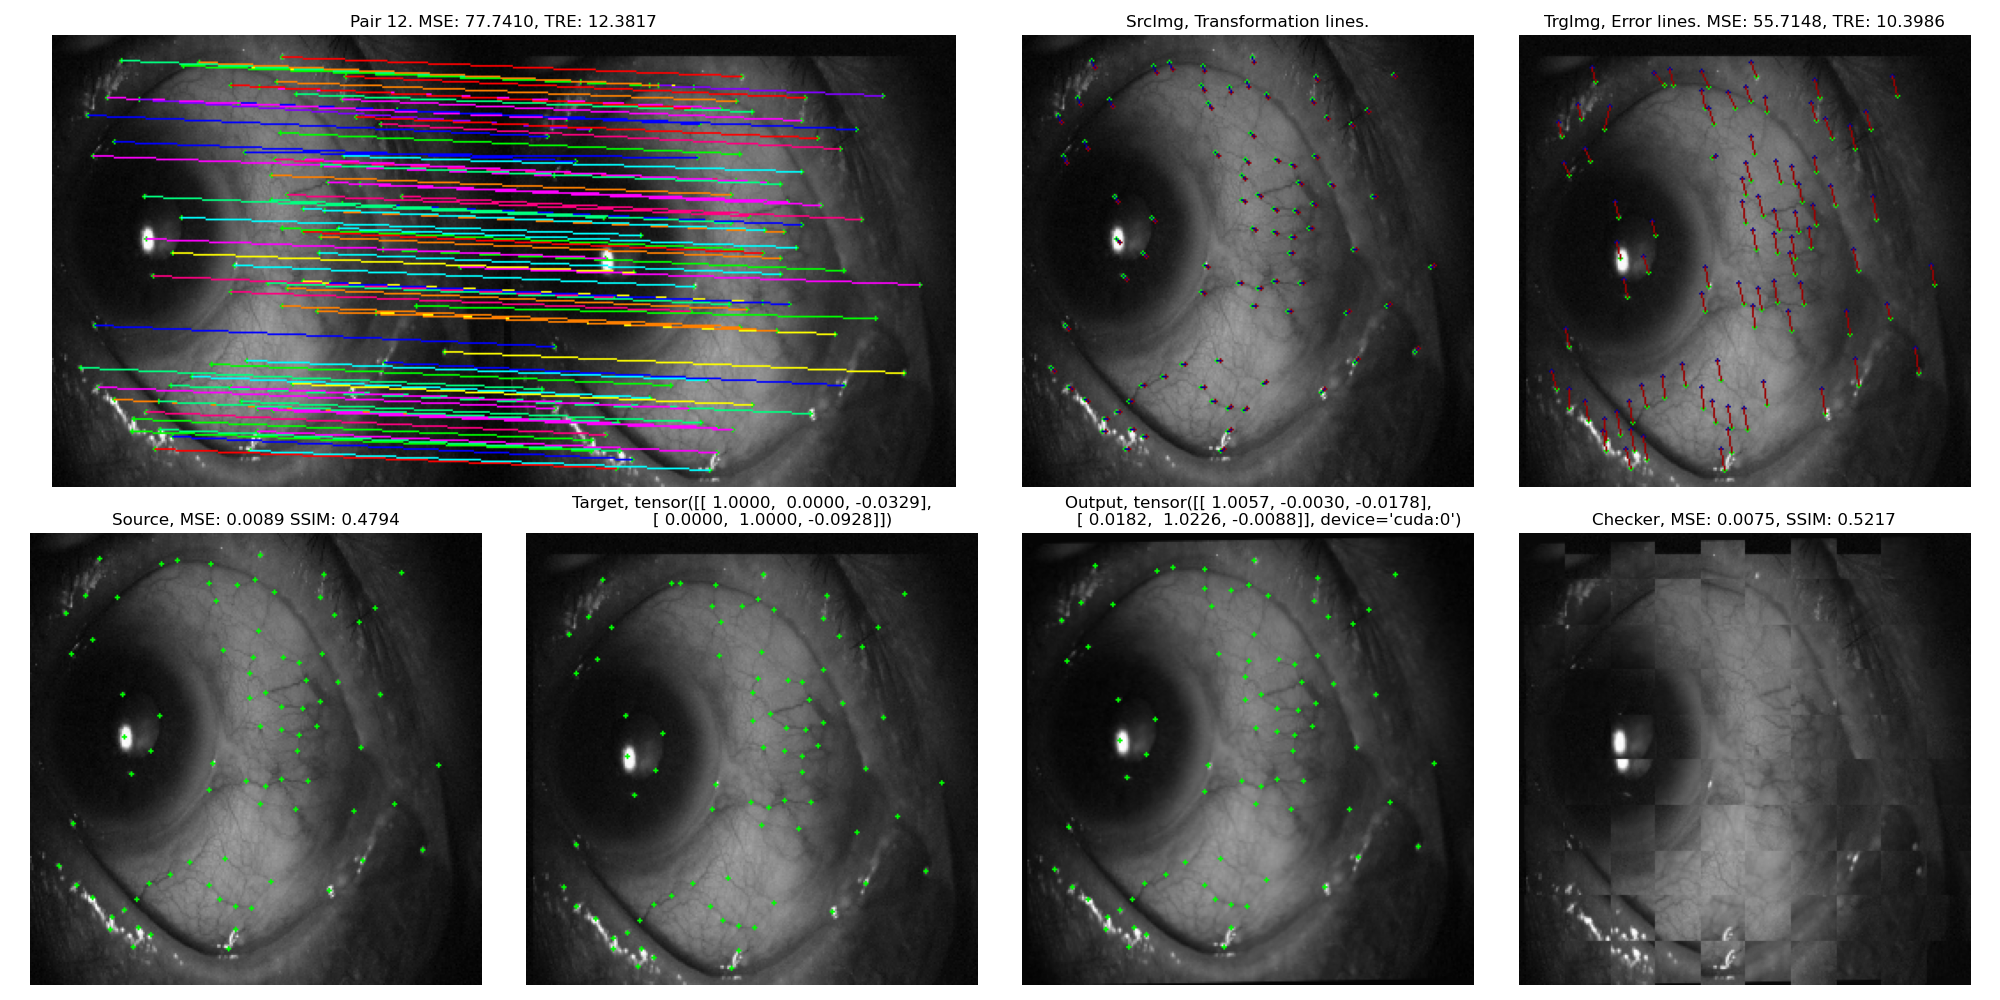 Pair 12. MSE: 77.7410, TRE: 12.3817
SrcImg, Transformation lines.
TrgImg, Error lines. MSE: 55.7148, TRE: 10.3986
Source, MSE: 0.0089 SSIM: 0.4794
Target, tensor([[ 1.0000, 0.0000, -0.0329],
[ 0.0000, 1.0000, -0.0928]])
Output, tensor([[ 1.0057, -0.0030, -0.0178],
[ 0.0182, 1.0226, -0.0088]], device='cuda:0')
Checker, MSE: 0.0075, SSIM: 0.5217